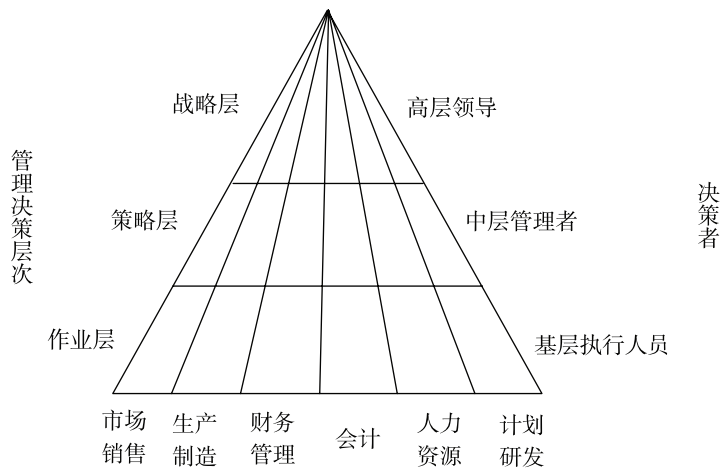 战略层
高层领导
管理决策层次
策略层
中层管理者
决策者
作业层
基层执行人员
市场
销售
生产
制造
财务
管理
会计
人力
资源
计划
研发